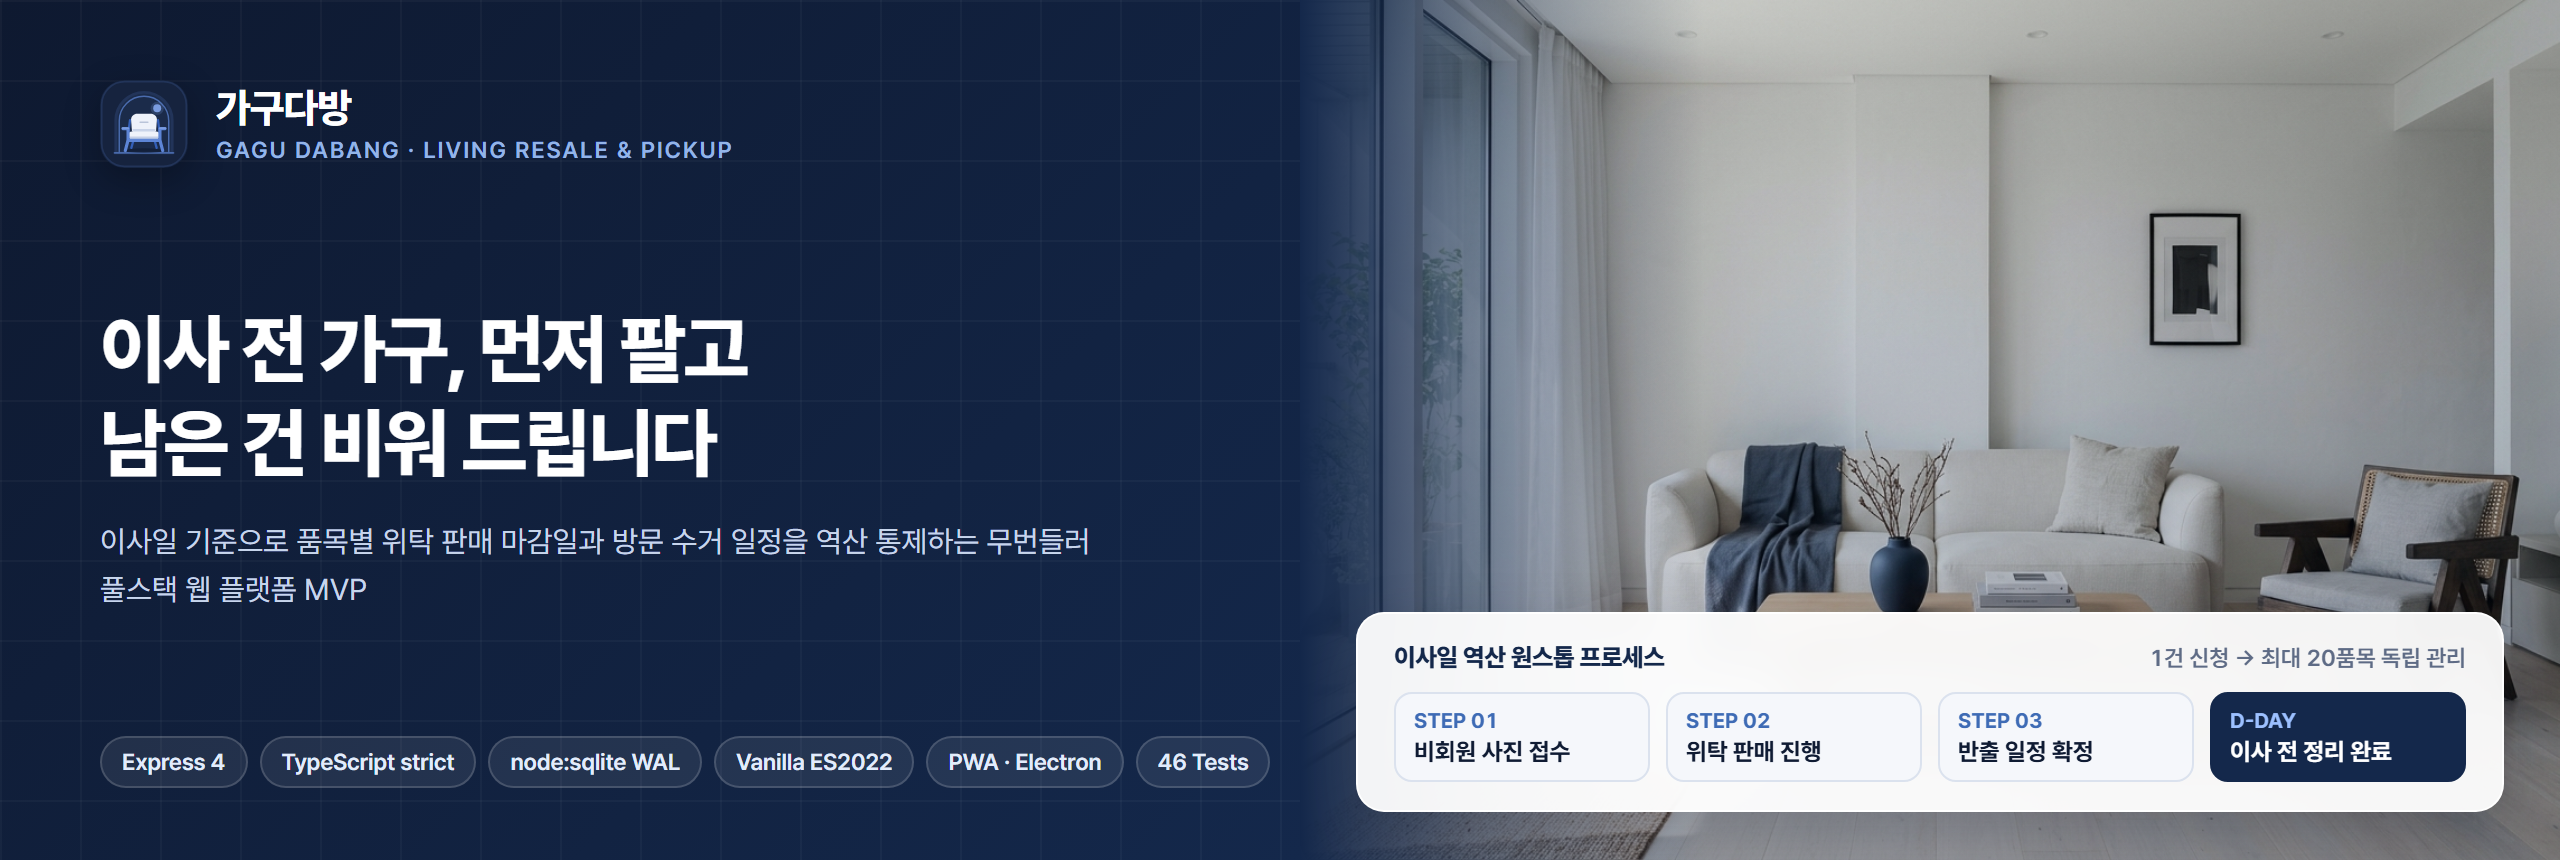 가구다방
GAGU DABANG · LIVING RESALE & PICKUP
이사 전 가구, 먼저 팔고
남은 건 비워 드립니다
이사일 기준으로 품목별 위탁 판매 마감일과 방문 수거 일정을 역산 통제하는 무번들러
풀스택 웹 플랫폼 MVP
Express 4
TypeScript strict
node:sqlite WAL
Vanilla ES2022
PWA · Electron
46 Tests
이사일 역산 원스톱 프로세스
1건 신청 → 최대 20품목 독립 관리
STEP 01
비회원 사진 접수
STEP 02
위탁 판매 진행
STEP 03
반출 일정 확정
D-DAY
이사 전 정리 완료